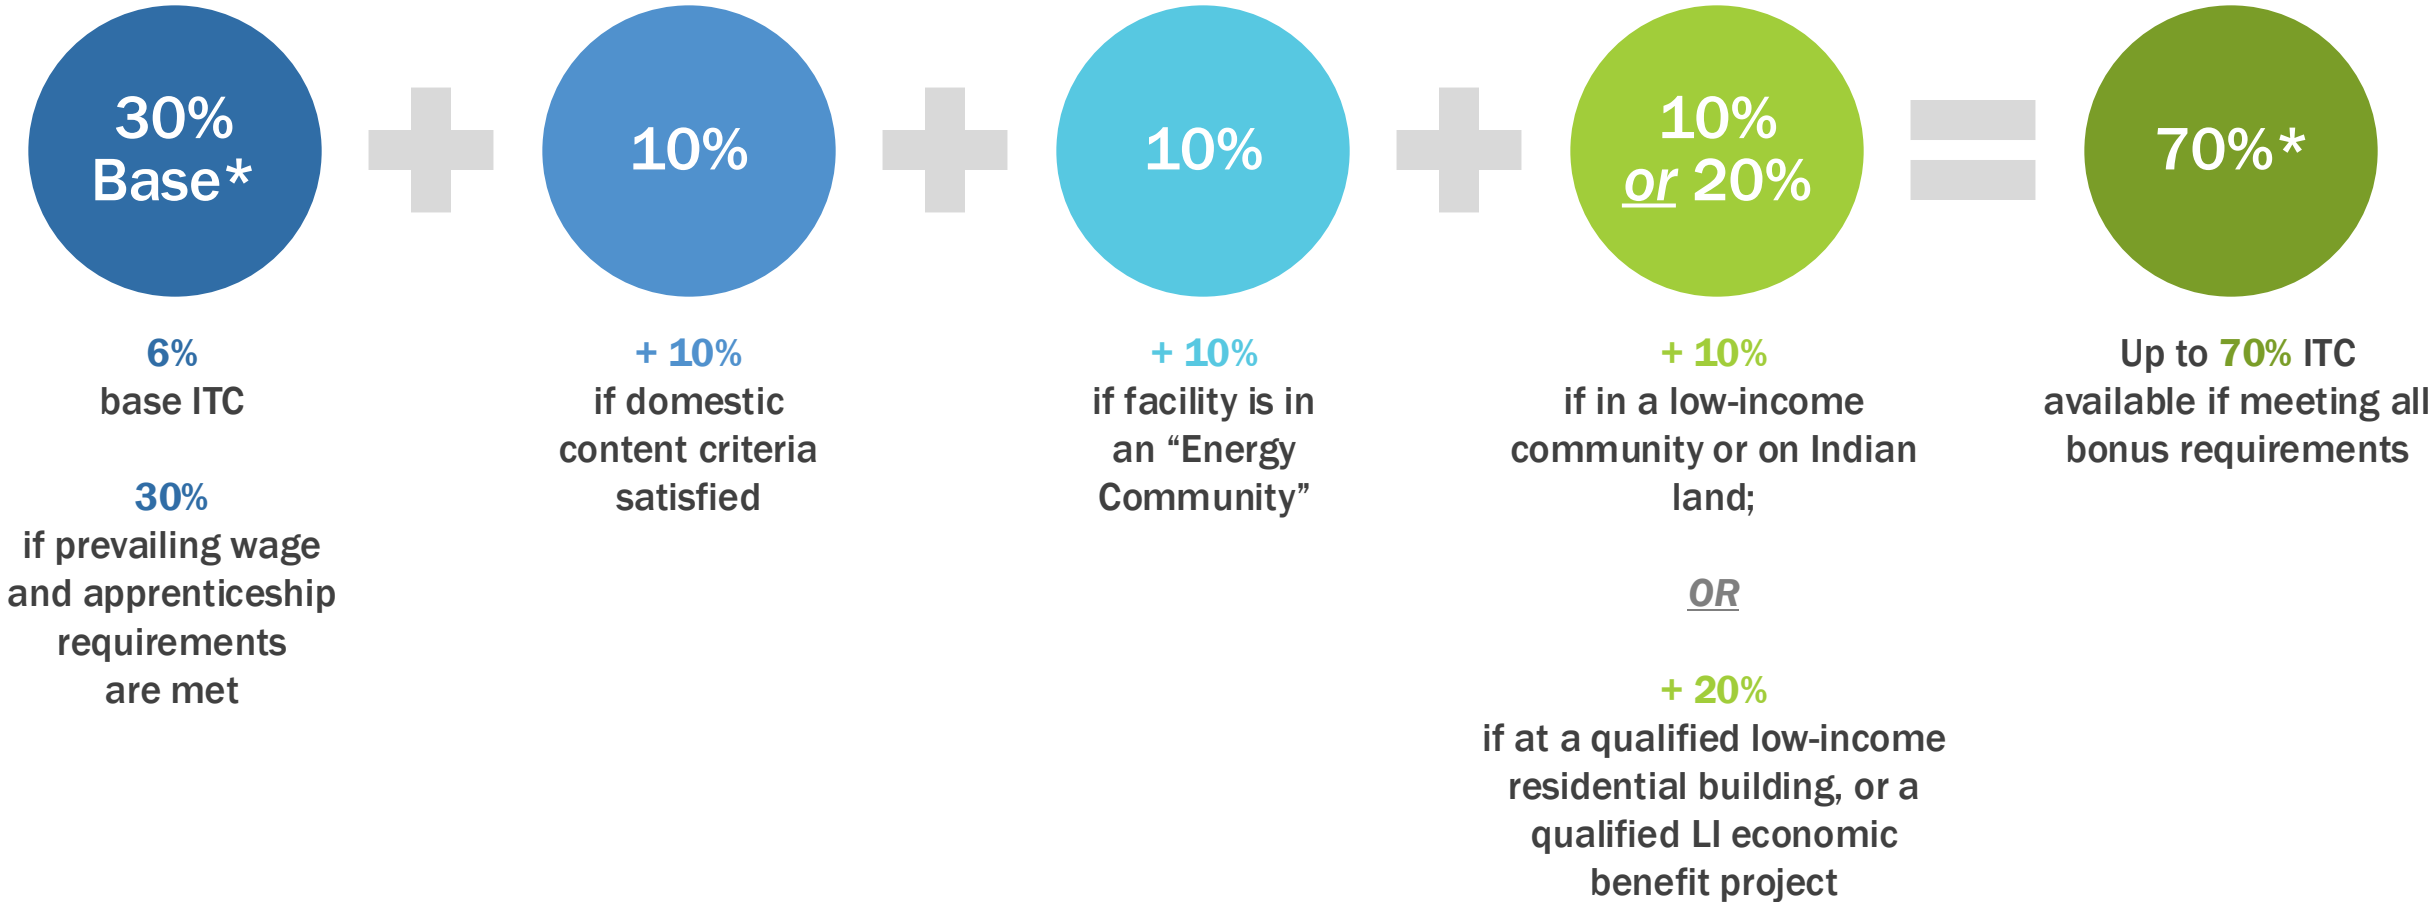 30%
Base*
10%
10%
10%
or 20%
70%*
6%
base ITC
30%
if prevailing wage
and apprenticeship
requirements
are met
+ 10%
if domestic
content criteria
satisfied
+ 10%
if facility is in
an “Energy
Community”
+ 10%
if in a low-income
community or on Indian
land;
OR
+ 20%
if at a qualified low-income
residential building, or a
qualified LI economic
benefit project
Up to 70% ITC
available if meeting all
bonus requirements